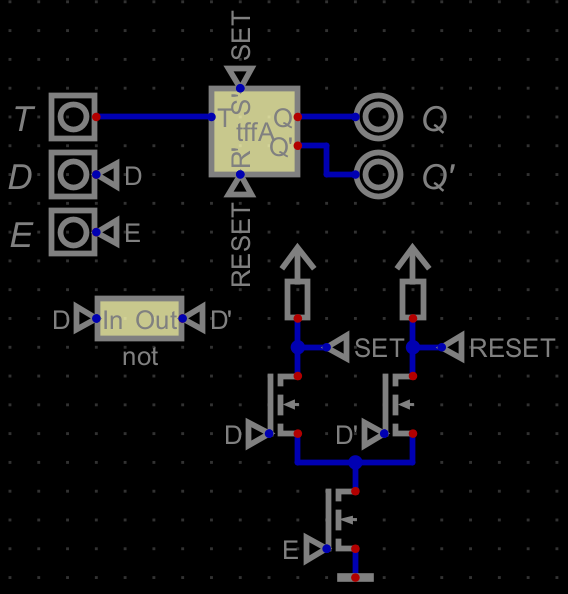 SET
T
T
S'
tffA
Q
Q'
R'
Q
Q'
D
D
E
E
RESET
D
In Out
D'
not
SET
RESET
D
D'
E